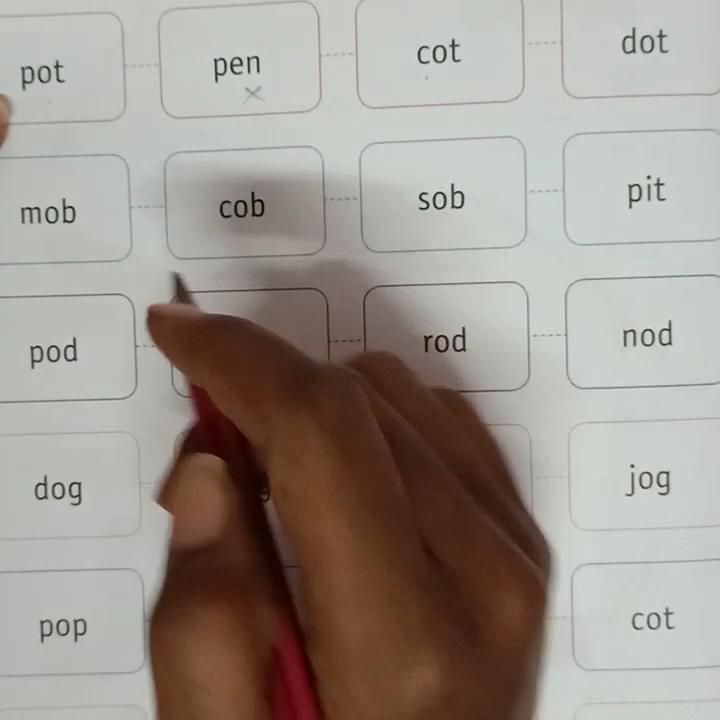 pot pen cot dot
mob cob sob pit
pod rod nod
dog jog
pop cot